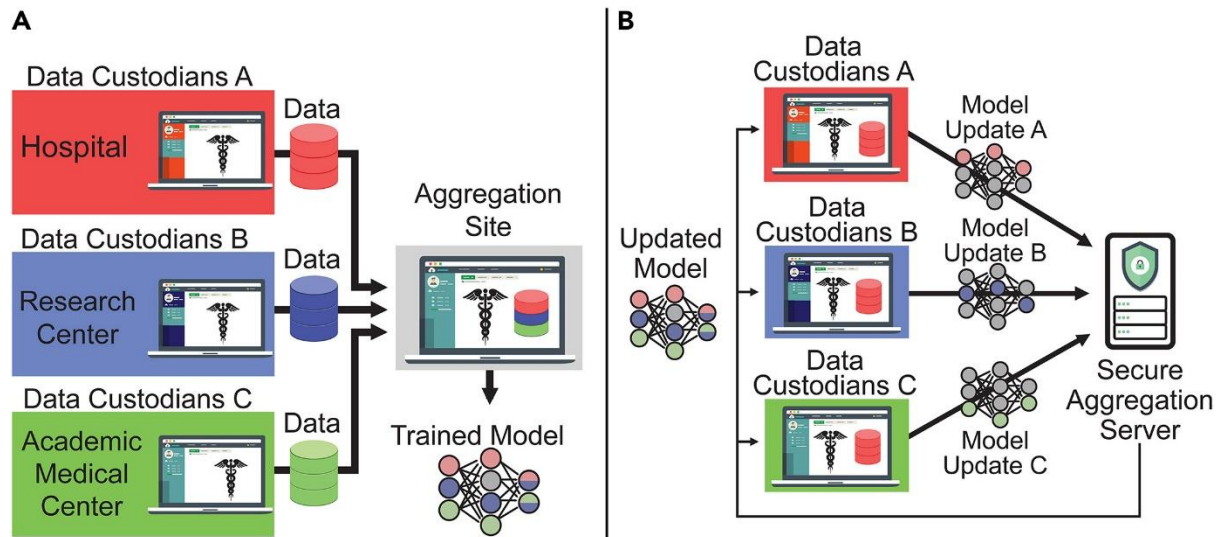 A
Data Custodians A
Hospital
Data
Data Custodians B
Research
Center
Data
Data Custodians C
Academic
Medical
Center
Data
Aggregation
Site
Trained Model
B
Updated
Model
Data
Custodians A
Data
Custodians B
Data
Custodians C
Model
Update A
Model
Update B
Model
Update C
Secure
Aggregation
Server